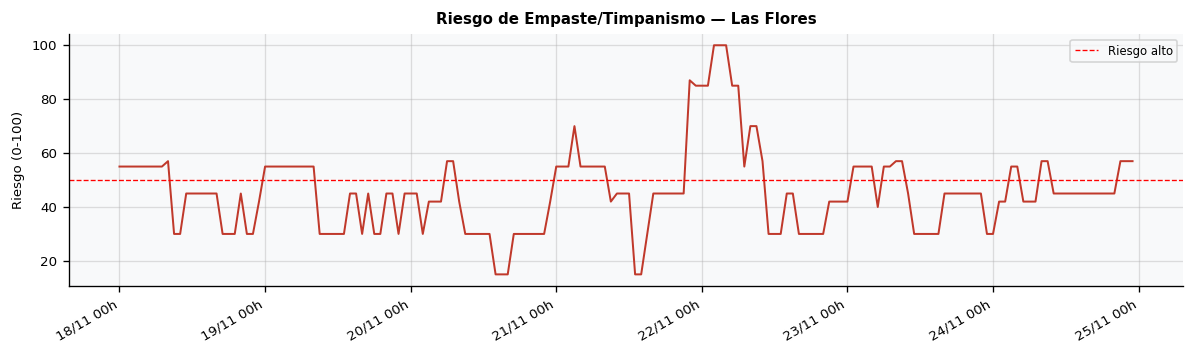 Riesgo de Empaste/Timpanismo — Las Flores
Riesgo (0-100)
100
80
60
40
20
Riesgo alto
18/11 00h
19/11 00h
20/11 00h
21/11 00h
22/11 00h
23/11 00h
24/11 00h
25/11 00h